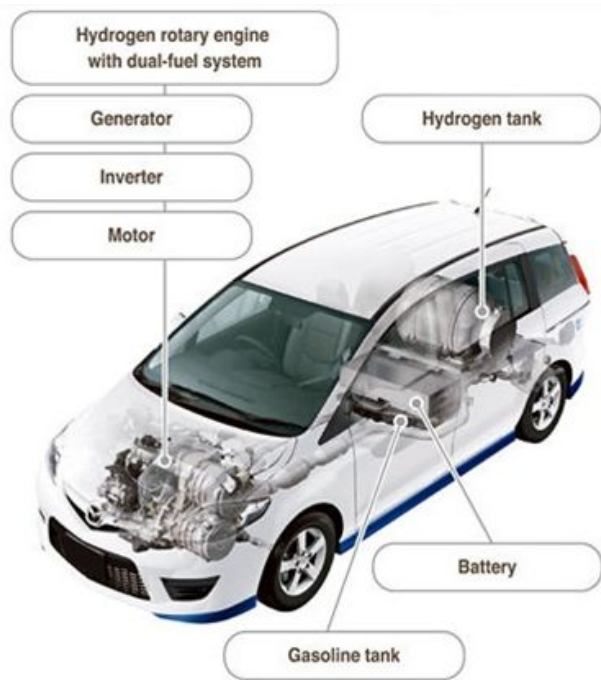 Hydrogen rotary engine
with dual-fuel system
Generator
Inverter
Motor
Hydrogen tank
Battery
Gasoline tank